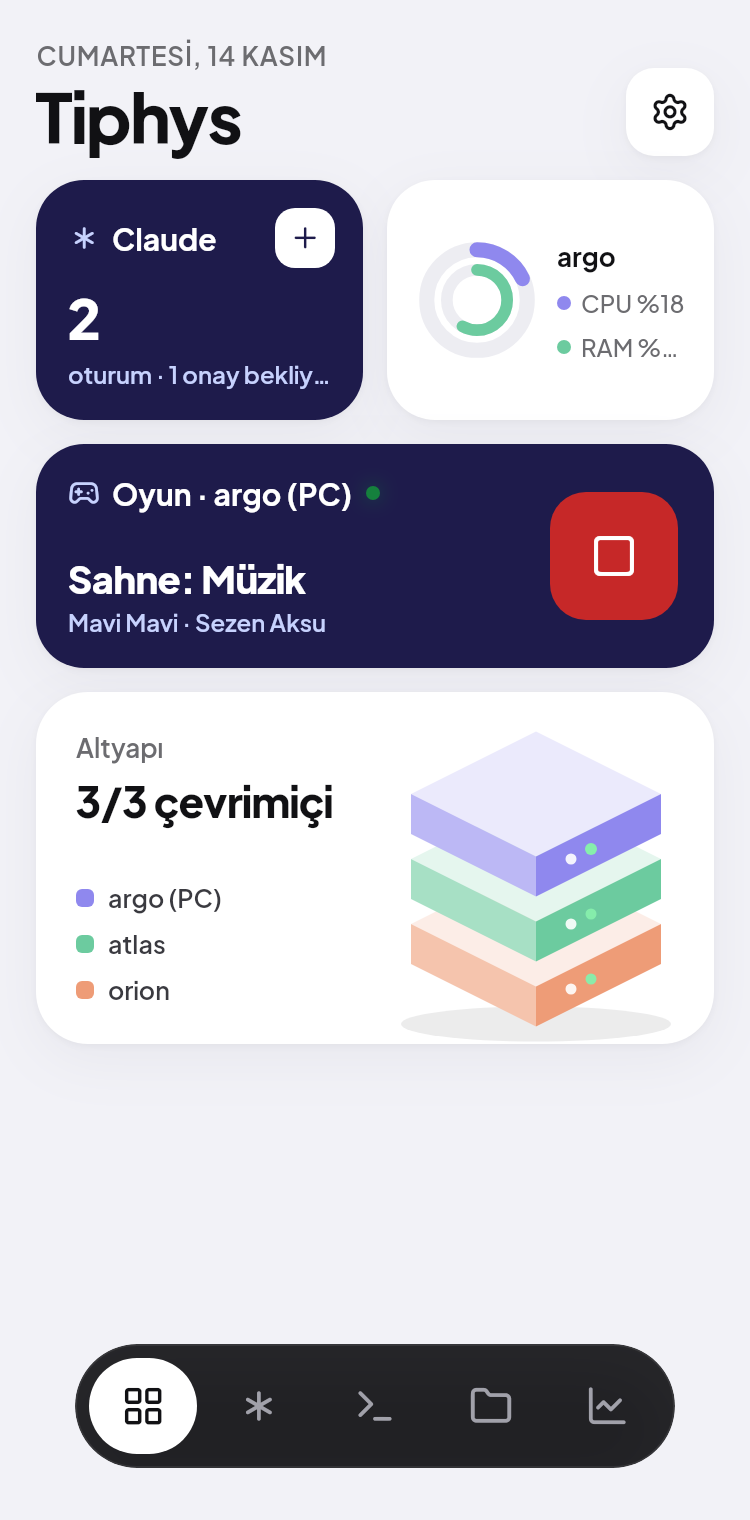 CUMARTESİ, 14 KASIM
Tiphys
Claude
2
oturum · 1 onay bekliy…
argo
CPU %18
RAM %…
Oyun · argo (PC)
Sahne: Müzik
Mavi Mavi · Sezen Aksu
Altyapı
3/3 çevrimiçi
argo (PC)
atlas
orion